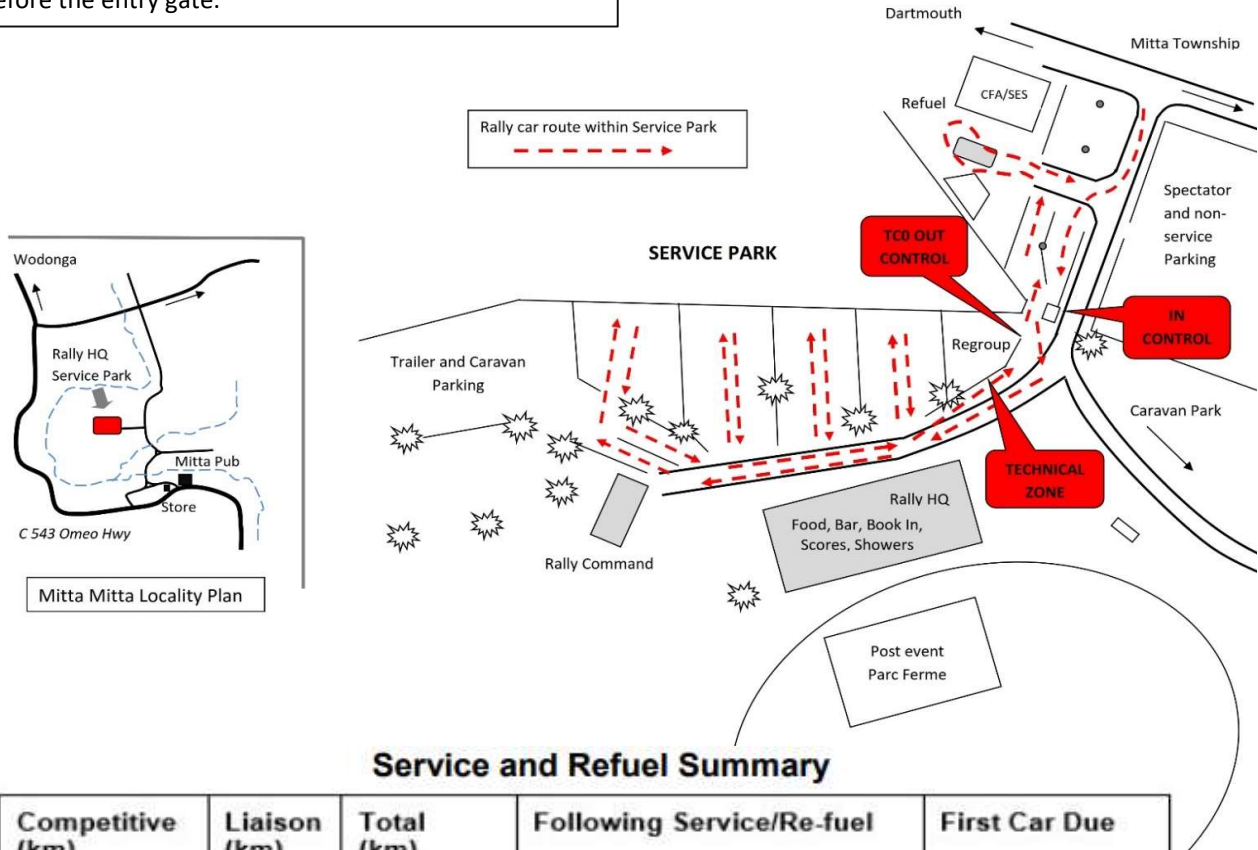 efore the entry gate.
Dartmouth
Mitta Township
CFA/SES
Refuel
Rally car route within Service Park
Spectator
and non-
service
Parking
TC0 OUT
CONTROL
SERVICE PARK
IN
CONTROL
Wodonga
Rally HQ
Service Park
Mitta Pub
Store
C 543 Omeo Hwy
Mitta Mitta Locality Plan
Regroup
Trailer and Caravan
Parking
Caravan Park
TECHNICAL
ZONE
Rally HQ
Food, Bar, Book In,
Scores, Showers
Rally Command
Post event
Parc Ferme
Service and Refuel Summary
Competitive
(km)
Liaison
(km)
Total
(km)
Following Service/Re-fuel
First Car Due